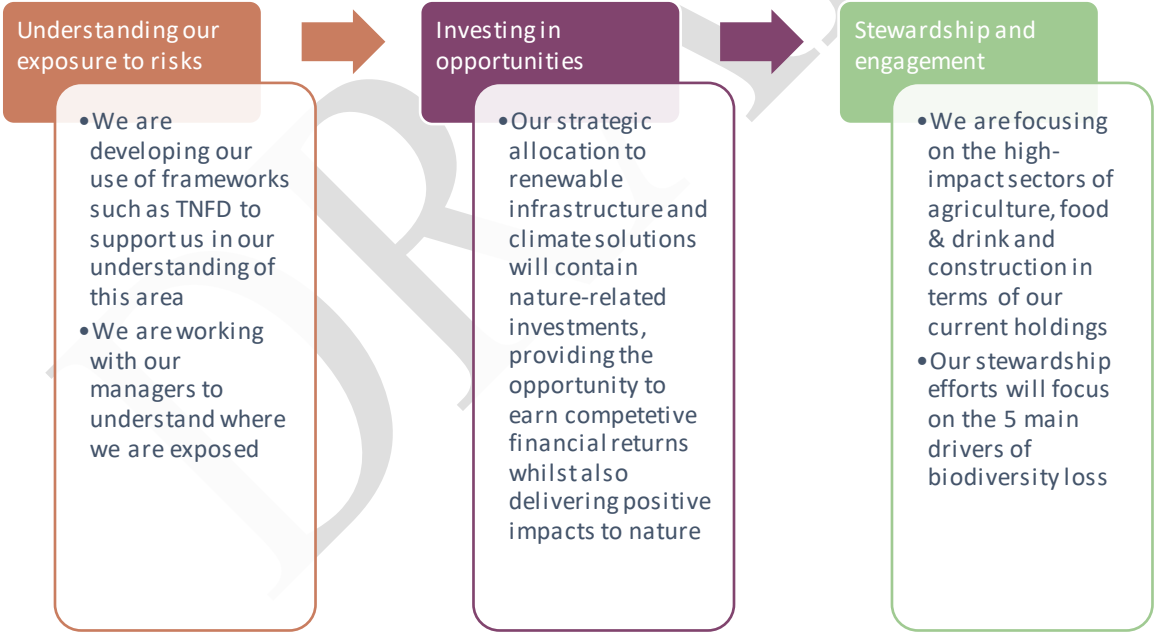 Understanding our
exposure to risks
•We are
developing our
use of frameworks
such as TNFD to
support us in our
understanding of
this area
•We are working
with our
managers to
understand where
we are exposed
Investing in
opportunities
•Our strategic
allocation to
renewable
infrastructure and
climate solutions
will contain
nature-related
investments,
providing the
opportunity to
earn competetive
financial returns
whilst also
delivering positive
impacts to nature
Stewardship and
engagement
•We are focusing
on the high-
impact sectors of
agriculture, food
& drink and
construction in
terms of our
current holdings
•Our stewardship
efforts will focus
on the 5 main
drivers of
biodiversity loss